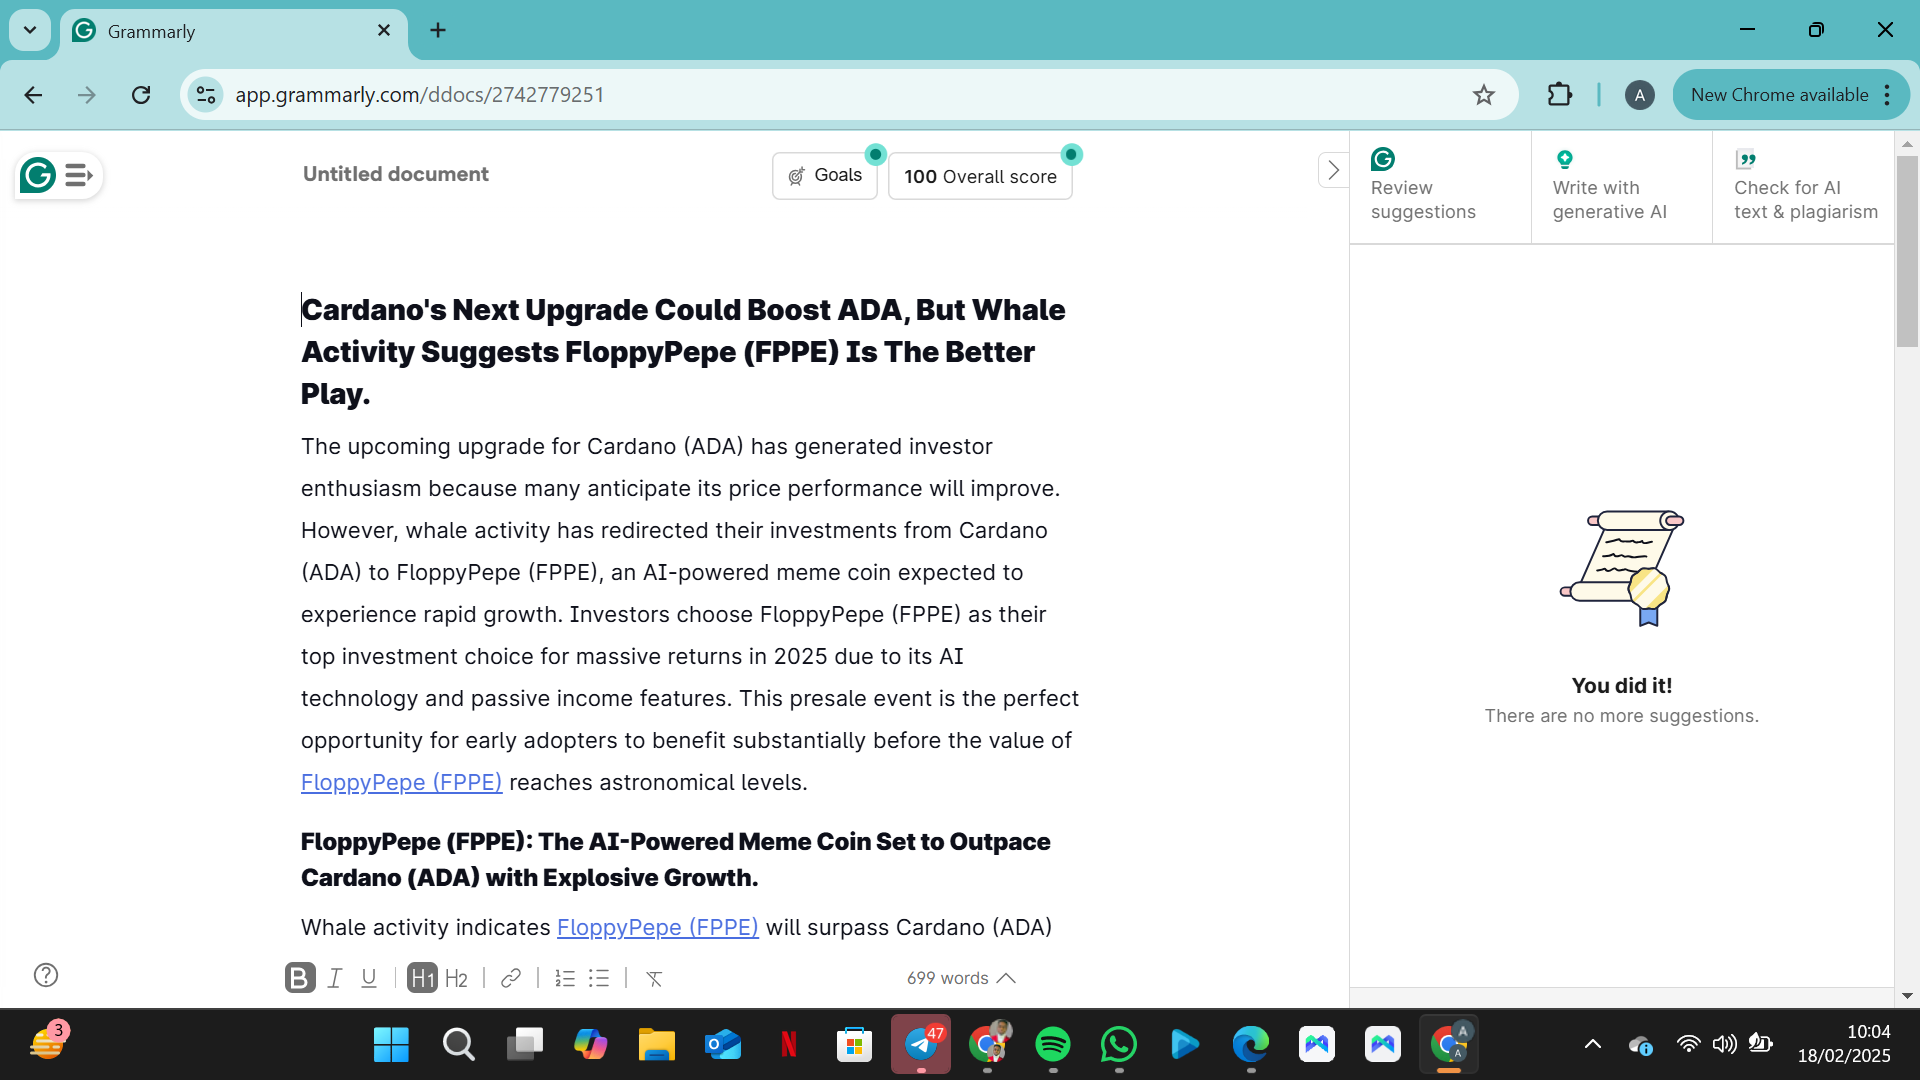 Grammarly
app.grammarly.com/ddocs/2742779251
A
New Chrome available
Untitled document
Goals
100 Overall score
Review
suggestions
Write with
generative AI
Check for AI
text & plagiarism
Cardano's Next Upgrade Could Boost ADA, But Whale
Activity Suggests FloppyPepe (FPPE) Is The Better
Play.
The upcoming upgrade for Cardano (ADA) has generated investor
enthusiasm because many anticipate its price performance will improve.
However, whale activity has redirected their investments from Cardano
(ADA) to FloppyPepe (FPPE), an AI-powered meme coin expected to
experience rapid growth. Investors choose FloppyPepe (FPPE) as their
top investment choice for massive returns in 2025 due to its AI
technology and passive income features. This presale event is the perfect
opportunity for early adopters to benefit substantially before the value of
FloppyPepe (FPPE) reaches astronomical levels.
FloppyPepe (FPPE): The AI-Powered Meme Coin Set to Outpace
Cardano (ADA) with Explosive Growth.
Whale activity indicates FloppyPepe (FPPE) will surpass Cardano (ADA)
You did it!
There are no more suggestions.
B I U H1 H2
699 words
3
47
A
A
10:04
18/02/2025